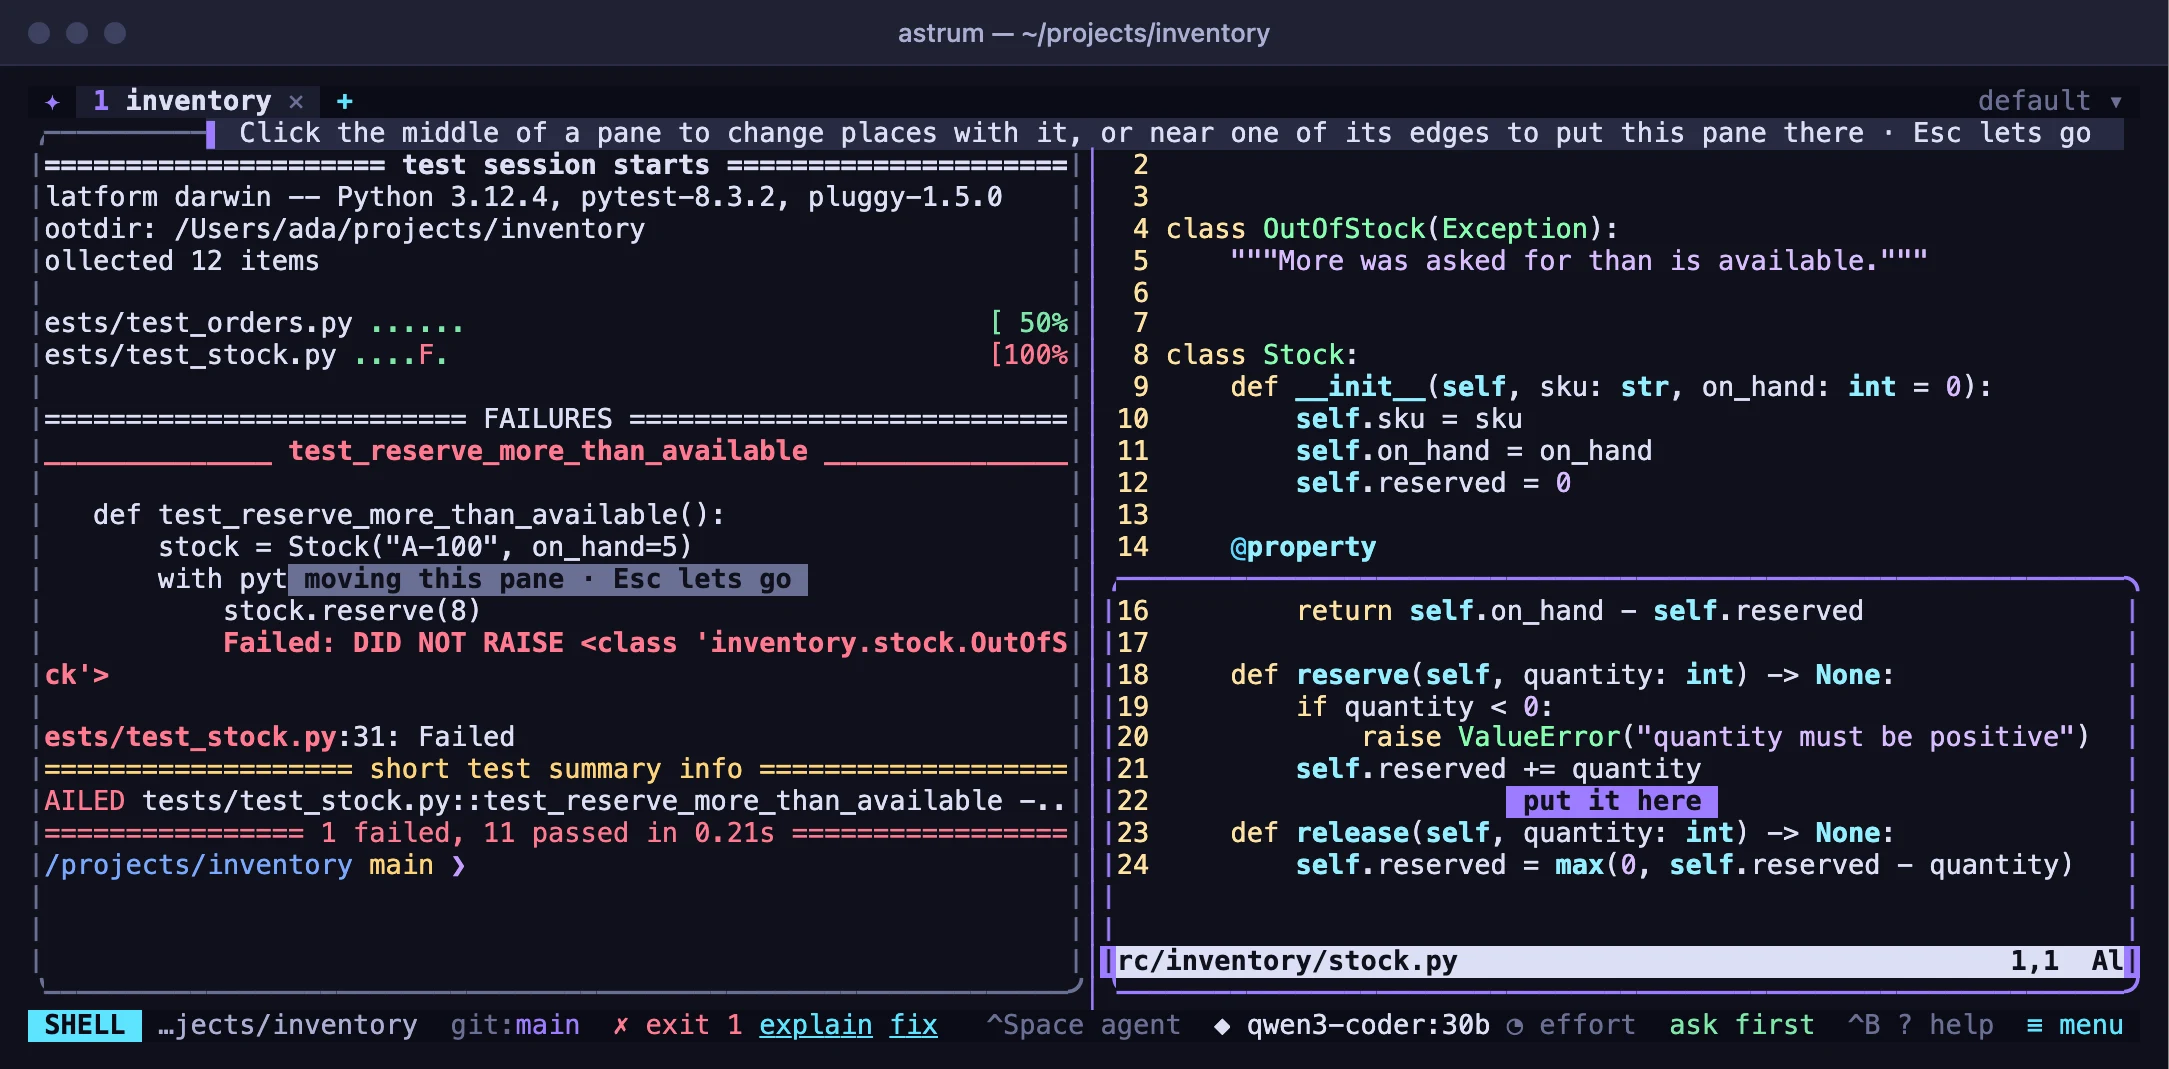 astrum — ~/projects/inventory
✦ 1 inventory × + default ▾
Click the middle of a pane to change places with it, or near one of its edges to put this pane there · Esc lets go
===================== test session starts =====================
latform darwin -- Python 3.12.4, pytest-8.3.2, pluggy-1.5.0
ootdir: /Users/ada/projects/inventory
ollected 12 items
ests/test_orders.py ...... [ 50%
ests/test_stock.py ....F. [100%
========================== FAILURES ===========================
______________ test_reserve_more_than_available _______________
def test_reserve_more_than_available():
stock = Stock("A-100", on_hand=5)
with pyt moving this pane · Esc lets go
stock.reserve(8)
Failed: DID NOT RAISE <class 'inventory.stock.OutOfS
ck'>
ests/test_stock.py:31: Failed
=================== short test summary info ===================
AILED tests/test_stock.py::test_reserve_more_than_available -..
================ 1 failed, 11 passed in 0.21s =================
/projects/inventory main ❯
2
3
4 class OutOfStock(Exception):
5 """More was asked for than is available."""
6
7
8 class Stock:
9 def __init__(self, sku: str, on_hand: int = 0):
10 self.sku = sku
11 self.on_hand = on_hand
12 self.reserved = 0
13
14 @property
16 return self.on_hand - self.reserved
17
18 def reserve(self, quantity: int) -> None:
19 if quantity < 0:
20 raise ValueError("quantity must be positive")
21 self.reserved += quantity
22 put it here
23 def release(self, quantity: int) -> None:
24 self.reserved = max(0, self.reserved - quantity)
rc/inventory/stock.py 1,1 Al
SHELL …jects/inventory git:main ✗ exit 1 explain fix ^Space agent ◆ qwen3-coder:30b ◔ effort ask first ^B ? help ≡ menu